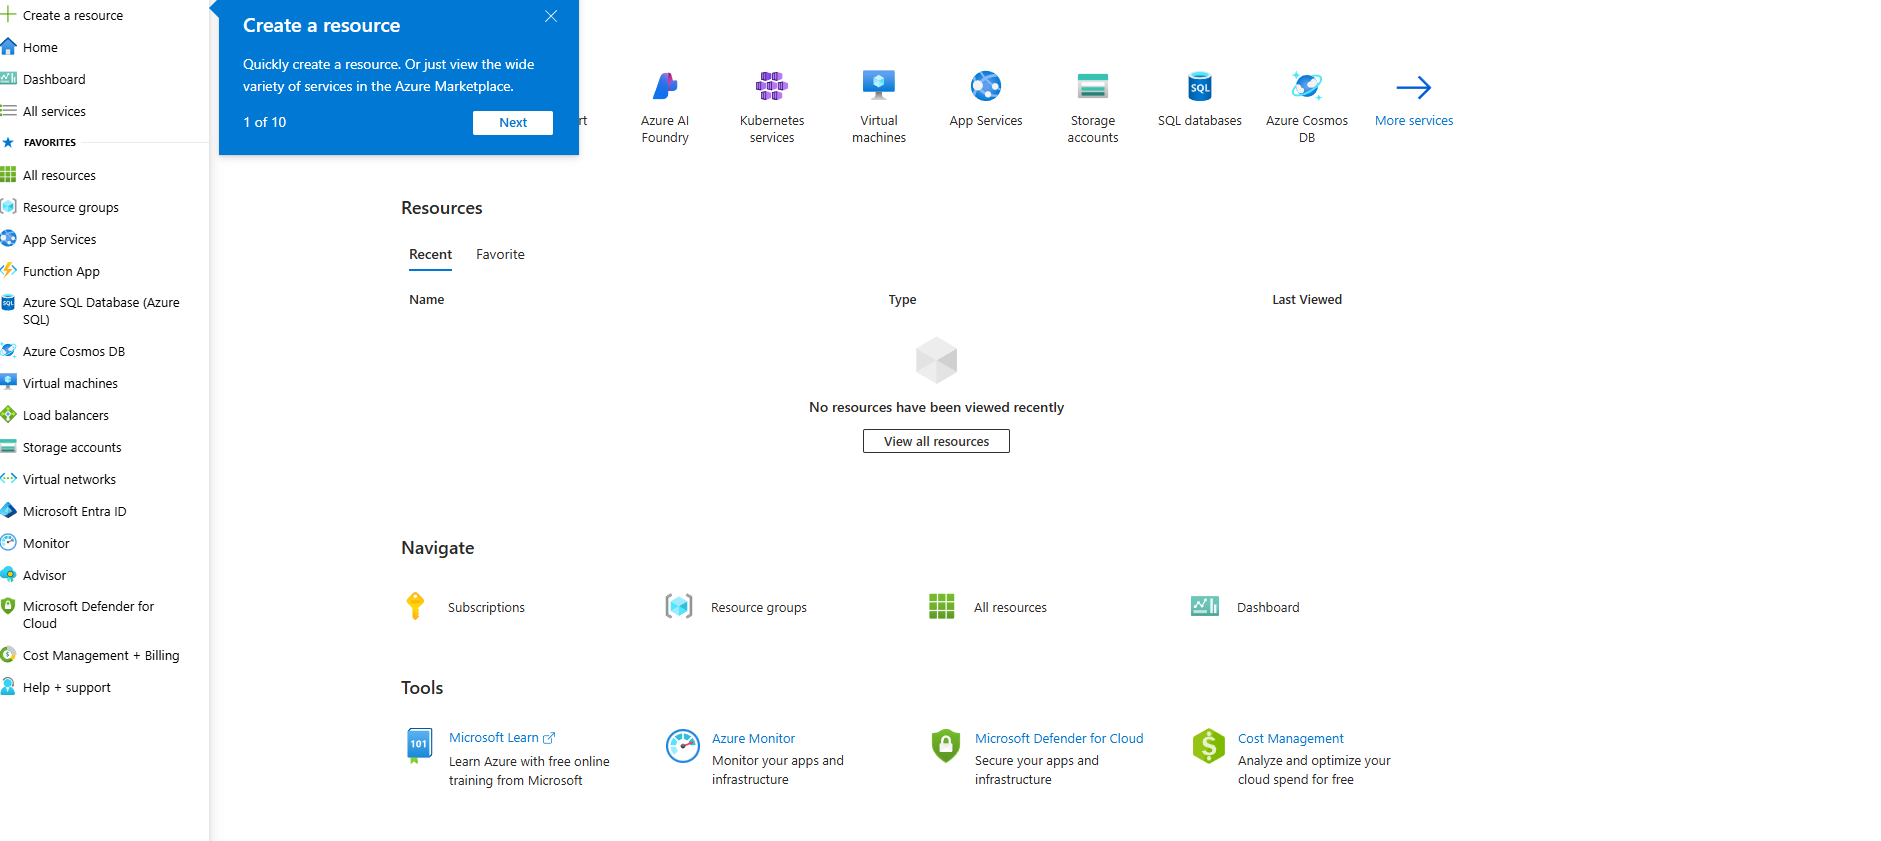 Create a resource
Home
Dashboard
All services
FAVORITES
All resources
Resource groups
App Services
Function App
Azure SQL Database (Azure
SQL)
Azure Cosmos DB
Virtual machines
Load balancers
Storage accounts
Virtual networks
Microsoft Entra ID
Monitor
Advisor
Microsoft Defender for
Cloud
Cost Management + Billing
Help + support
Create a resource
Quickly create a resource. Or just view the wide
variety of services in the Azure Marketplace.
1 of 10
Next
Azure AI
Foundry
Kubernetes
services
Virtual
machines
App Services
Storage
accounts
SQL
SQL databases
Azure Cosmos
DB
More services
Resources
Recent
Favorite
Name
Type
Last Viewed
No resources have been viewed recently
View all resources
Navigate
Subscriptions
Resource groups
All resources
Dashboard
Tools
101
Microsoft Learn
Learn Azure with free online
training from Microsoft
Azure Monitor
Monitor your apps and
infrastructure
Microsoft Defender for Cloud
Secure your apps and
infrastructure
Cost Management
Analyze and optimize your
cloud spend for free